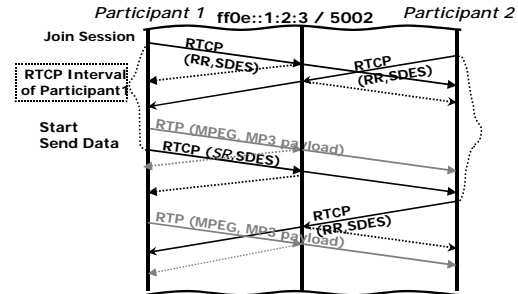 Participant 1 ff0e::1:2:3 / 5002 Participant 2
Join Session
RTCP
(RR,SDES)
RTCP
(RR,SDES)
RTCP Interval
of Participant1
Start
Send Data
RTP (MPEG, MP3 payload)
RTCP (SR,SDES)
RTCP
(RR,SDES)
RTP (MPEG, MP3 payload)